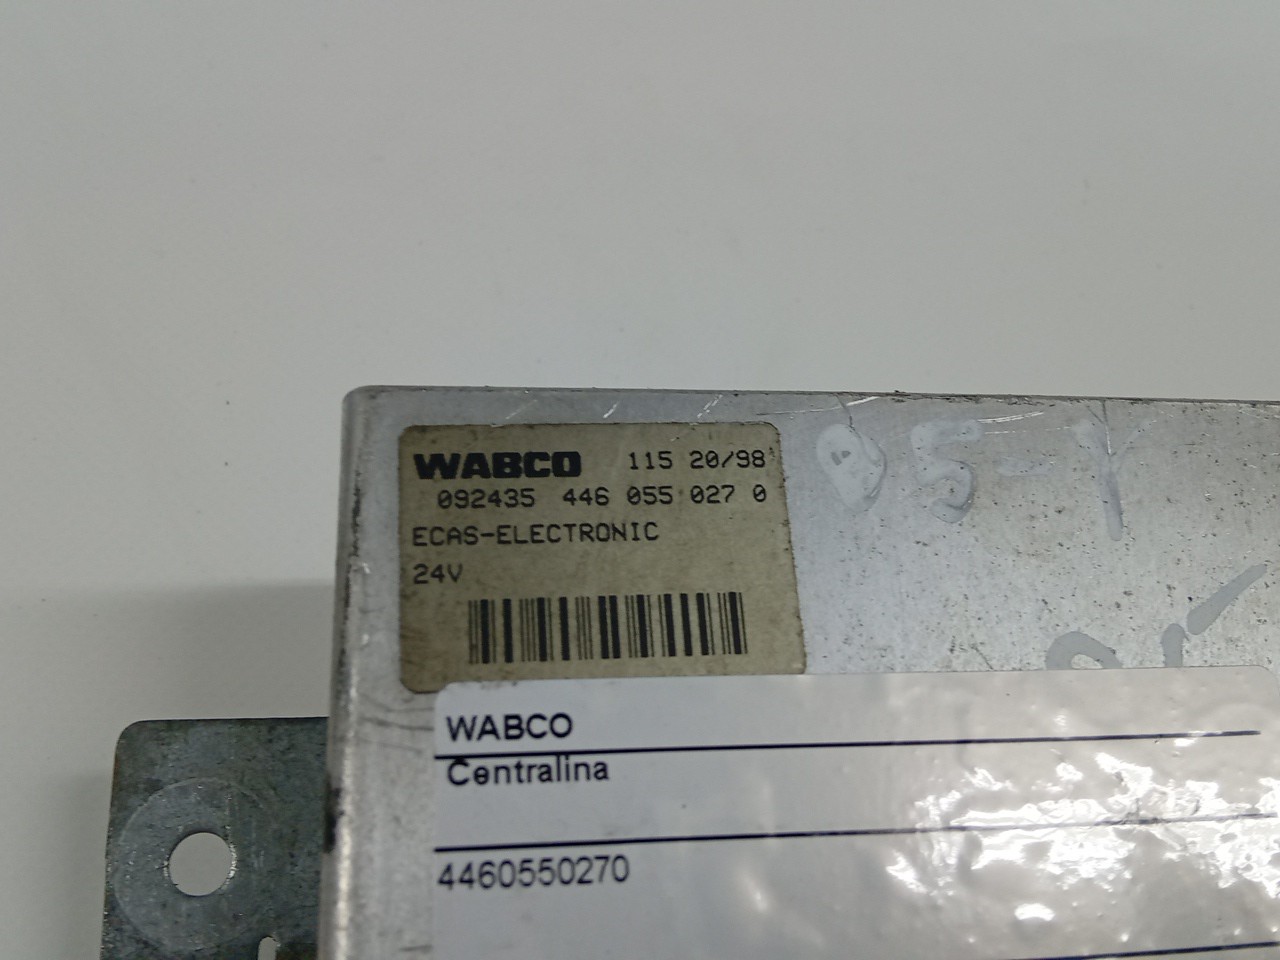 WABCO 115 20/98
092435 446 055 027 0
ECAS-ELECTRONIC
24V
WABCO
Centralina
4460550270